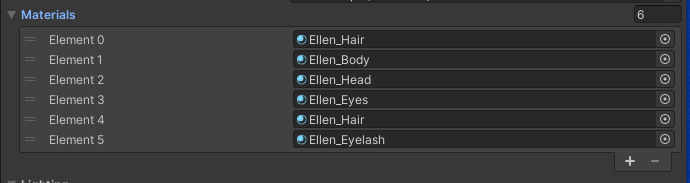 Materials 6
Element 0 Ellen_Hair
Element 1 Ellen_Body
Element 2 Ellen_Head
Element 3 Ellen_Eyes
Element 4 Ellen_Hair
Element 5 Ellen_Eyelash
+ −